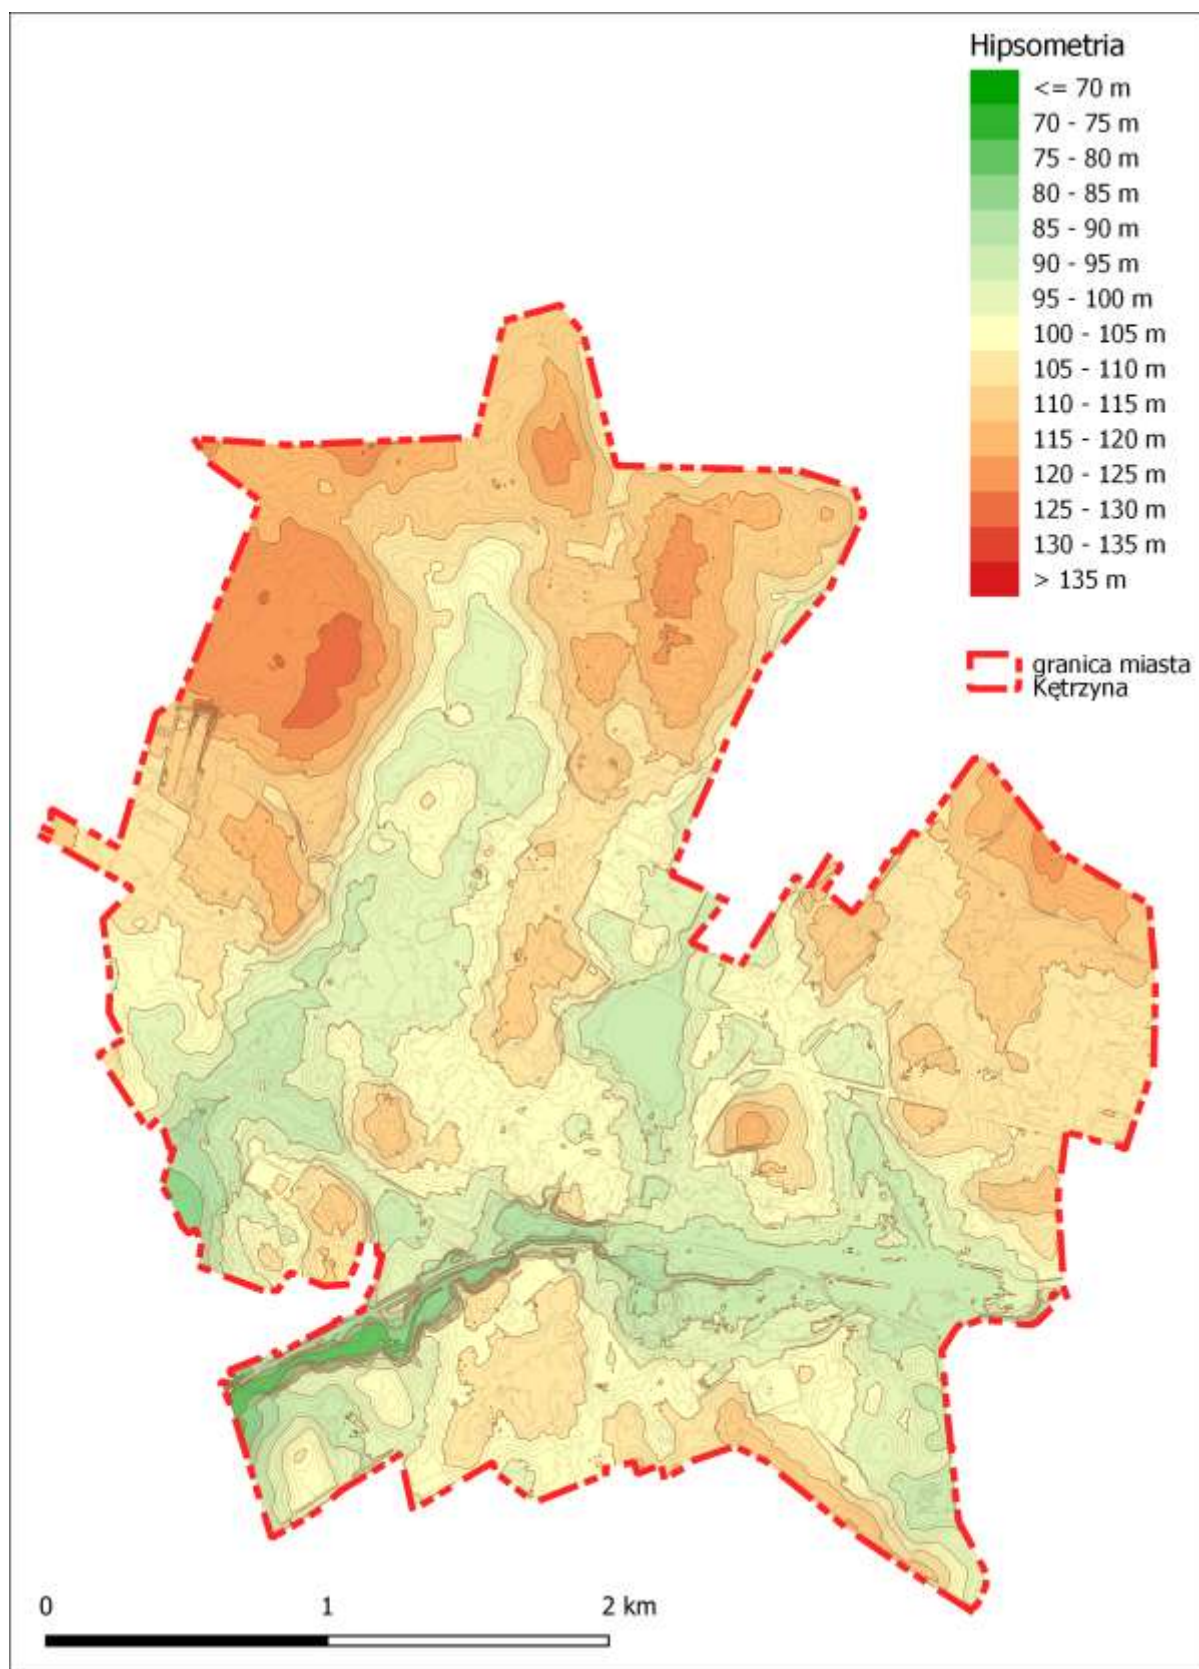 Hipsometria
<= 70 m
70 - 75 m
75 - 80 m
80 - 85 m
85 - 90 m
90 - 95 m
95 - 100 m
100 - 105 m
105 - 110 m
110 - 115 m
115 - 120 m
120 - 125 m
125 - 130 m
130 - 135 m
> 135 m
granica miasta
Kętrzyna
0 1 2 km